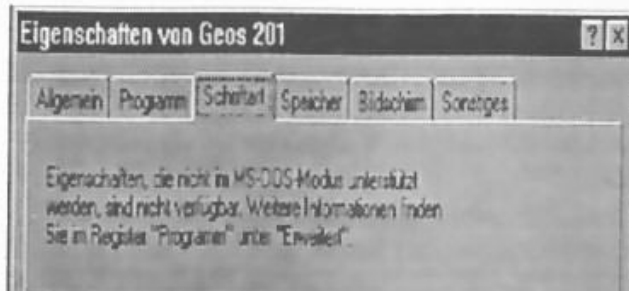 Eigenschaften von Geos 201
Allgemein Programm Schriftart Speicher Bildschirm Sonstiges
Eigenschaften, die nicht im MS-DOS-Modus unterstützt
werden, sind nicht verfügbar. Weitere Informationen finden
Sie im Register "Programm" unter "Erweitert".